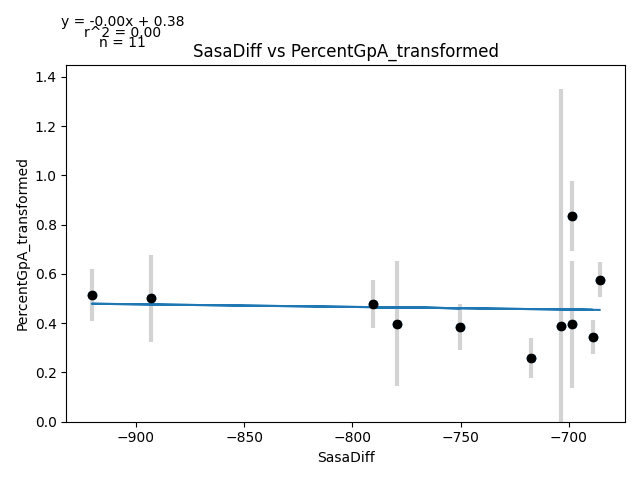 y = -0.00x + 0.38
r^2 = 0.00
n = 11
SasaDiff vs PercentGpA_transformed
1.4
1.2
1.0
0.8
0.6
0.4
0.2
0.0
PercentGpA_transformed
−900
−850
−800
−750
−700
SasaDiff